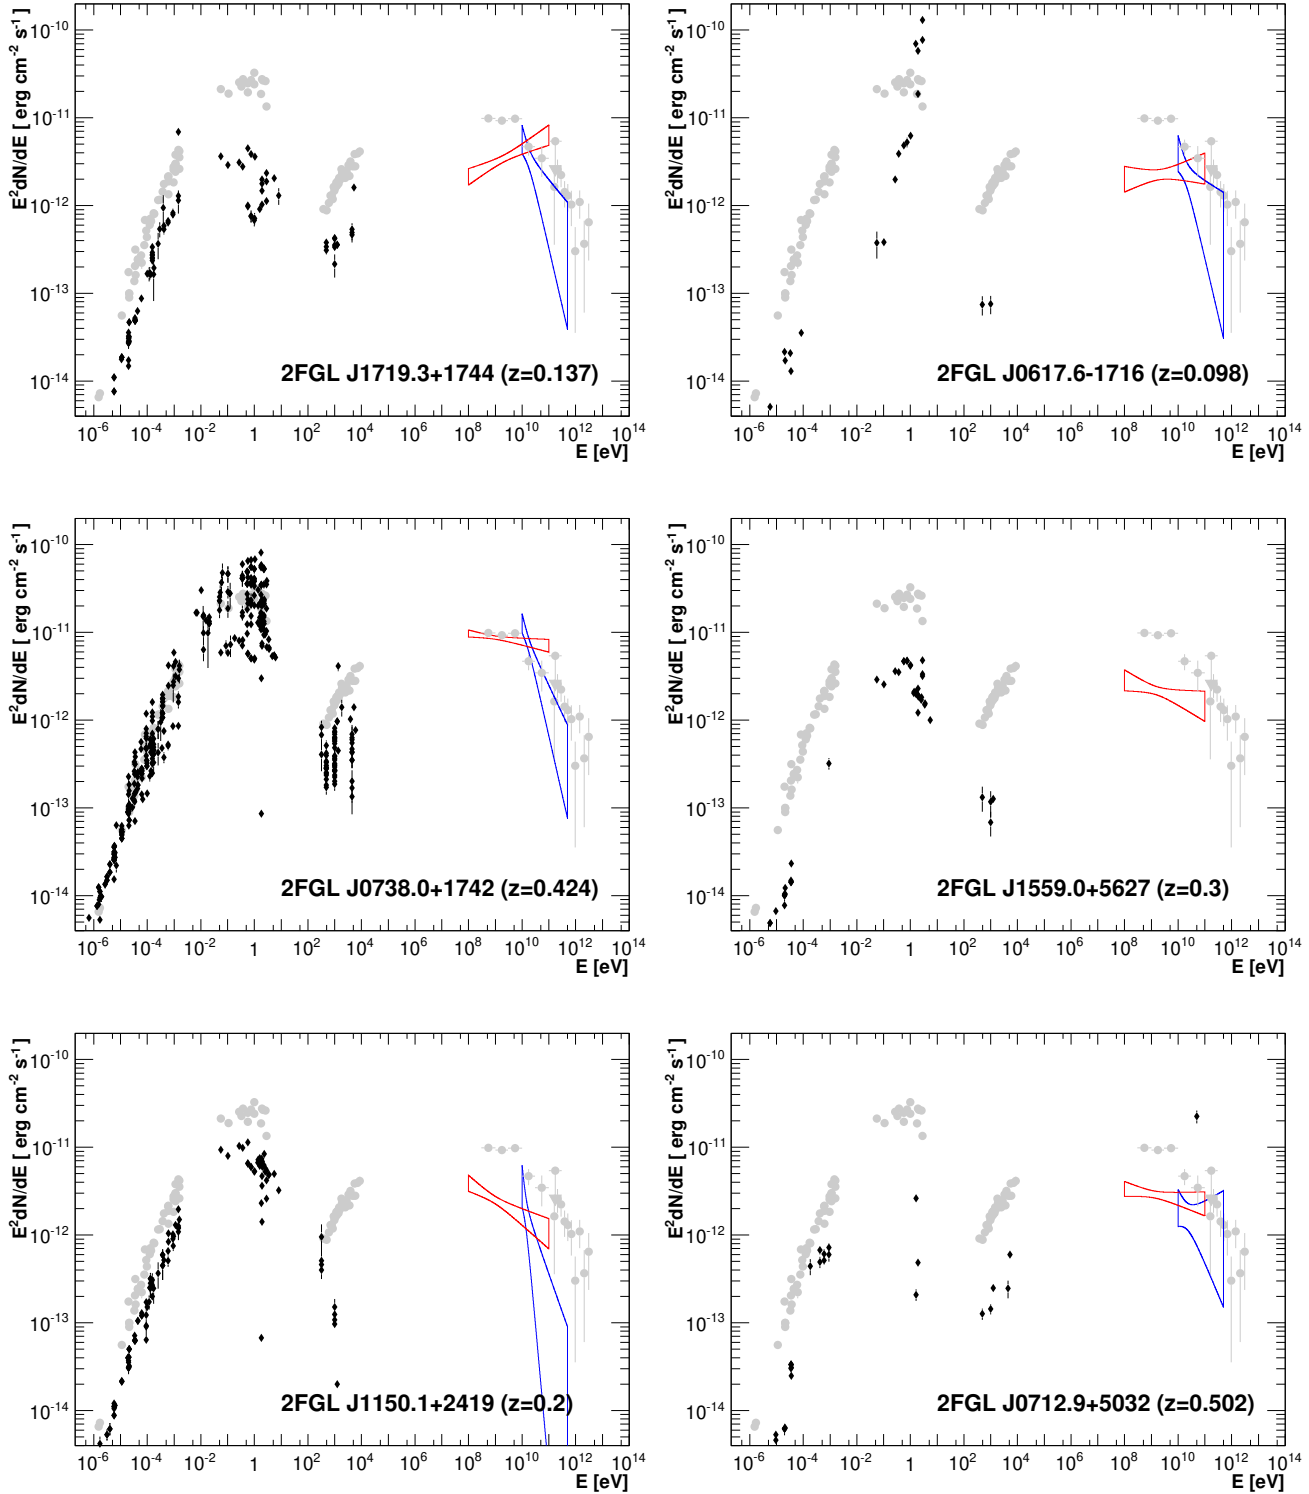 E²dN/dE [ erg cm⁻² s⁻¹ ]
10⁻¹⁰
10⁻¹¹
10⁻¹²
10⁻¹³
10⁻¹⁴
2FGL J1719.3+1744 (z=0.137)
10⁻⁶ 10⁻⁴ 10⁻² 1 10² 10⁴ 10⁶ 10⁸ 10¹⁰ 10¹² 10¹⁴
E [eV]
E²dN/dE [ erg cm⁻² s⁻¹ ]
10⁻¹⁰
10⁻¹¹
10⁻¹²
10⁻¹³
10⁻¹⁴
2FGL J0617.6-1716 (z=0.098)
10⁻⁶ 10⁻⁴ 10⁻² 1 10² 10⁴ 10⁶ 10⁸ 10¹⁰ 10¹² 10¹⁴
E [eV]
E²dN/dE [ erg cm⁻² s⁻¹ ]
10⁻¹⁰
10⁻¹¹
10⁻¹²
10⁻¹³
10⁻¹⁴
2FGL J0738.0+1742 (z=0.424)
10⁻⁶ 10⁻⁴ 10⁻² 1 10² 10⁴ 10⁶ 10⁸ 10¹⁰ 10¹² 10¹⁴
E [eV]
E²dN/dE [ erg cm⁻² s⁻¹ ]
10⁻¹⁰
10⁻¹¹
10⁻¹²
10⁻¹³
10⁻¹⁴
2FGL J1559.0+5627 (z=0.3)
10⁻⁶ 10⁻⁴ 10⁻² 1 10² 10⁴ 10⁶ 10⁸ 10¹⁰ 10¹² 10¹⁴
E [eV]
E²dN/dE [ erg cm⁻² s⁻¹ ]
10⁻¹⁰
10⁻¹¹
10⁻¹²
10⁻¹³
10⁻¹⁴
2FGL J1150.1+2419 (z=0.2)
10⁻⁶ 10⁻⁴ 10⁻² 1 10² 10⁴ 10⁶ 10⁸ 10¹⁰ 10¹² 10¹⁴
E [eV]
E²dN/dE [ erg cm⁻² s⁻¹ ]
10⁻¹⁰
10⁻¹¹
10⁻¹²
10⁻¹³
10⁻¹⁴
2FGL J0712.9+5032 (z=0.502)
10⁻⁶ 10⁻⁴ 10⁻² 1 10² 10⁴ 10⁶ 10⁸ 10¹⁰ 10¹² 10¹⁴
E [eV]